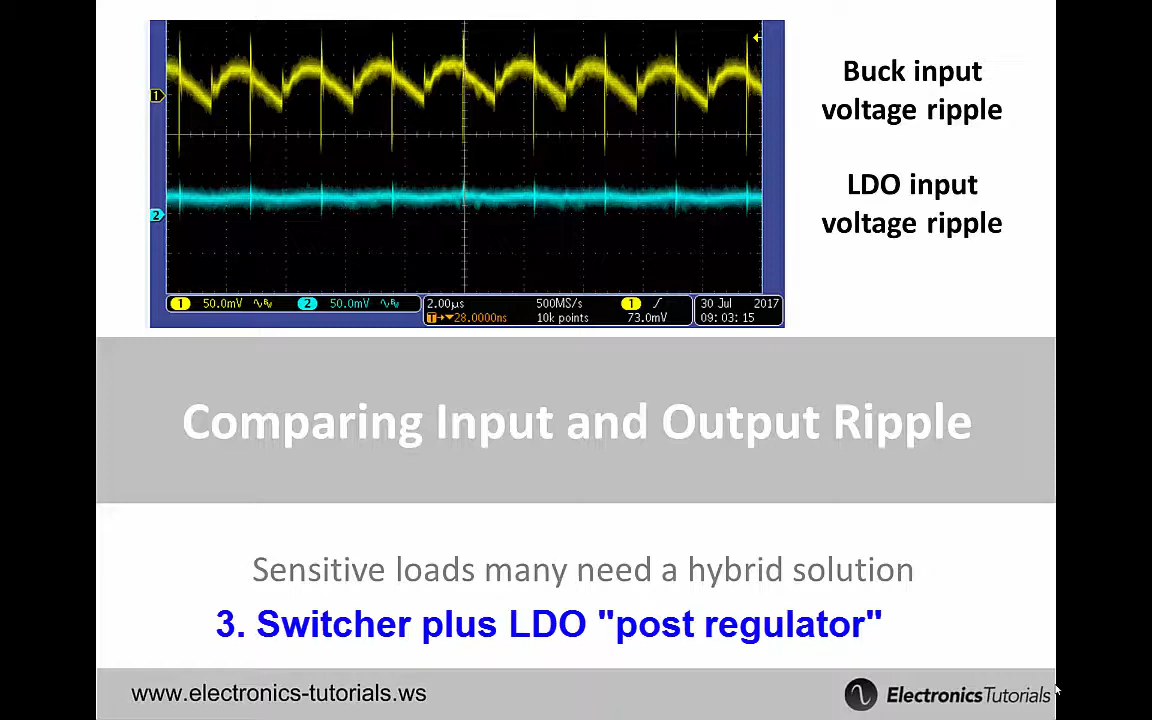 Buck input
voltage ripple
LDO input
voltage ripple
1
2
1 50.0mV 2 50.0mV
2.00µs 500MS/s 1 30 Jul 2017
T 28.0000ns 10k points 73.0mV 09:03:15
Comparing Input and Output Ripple
Sensitive loads many need a hybrid solution
3. Switcher plus LDO "post regulator"
www.electronics-tutorials.ws ElectronicsTutorials